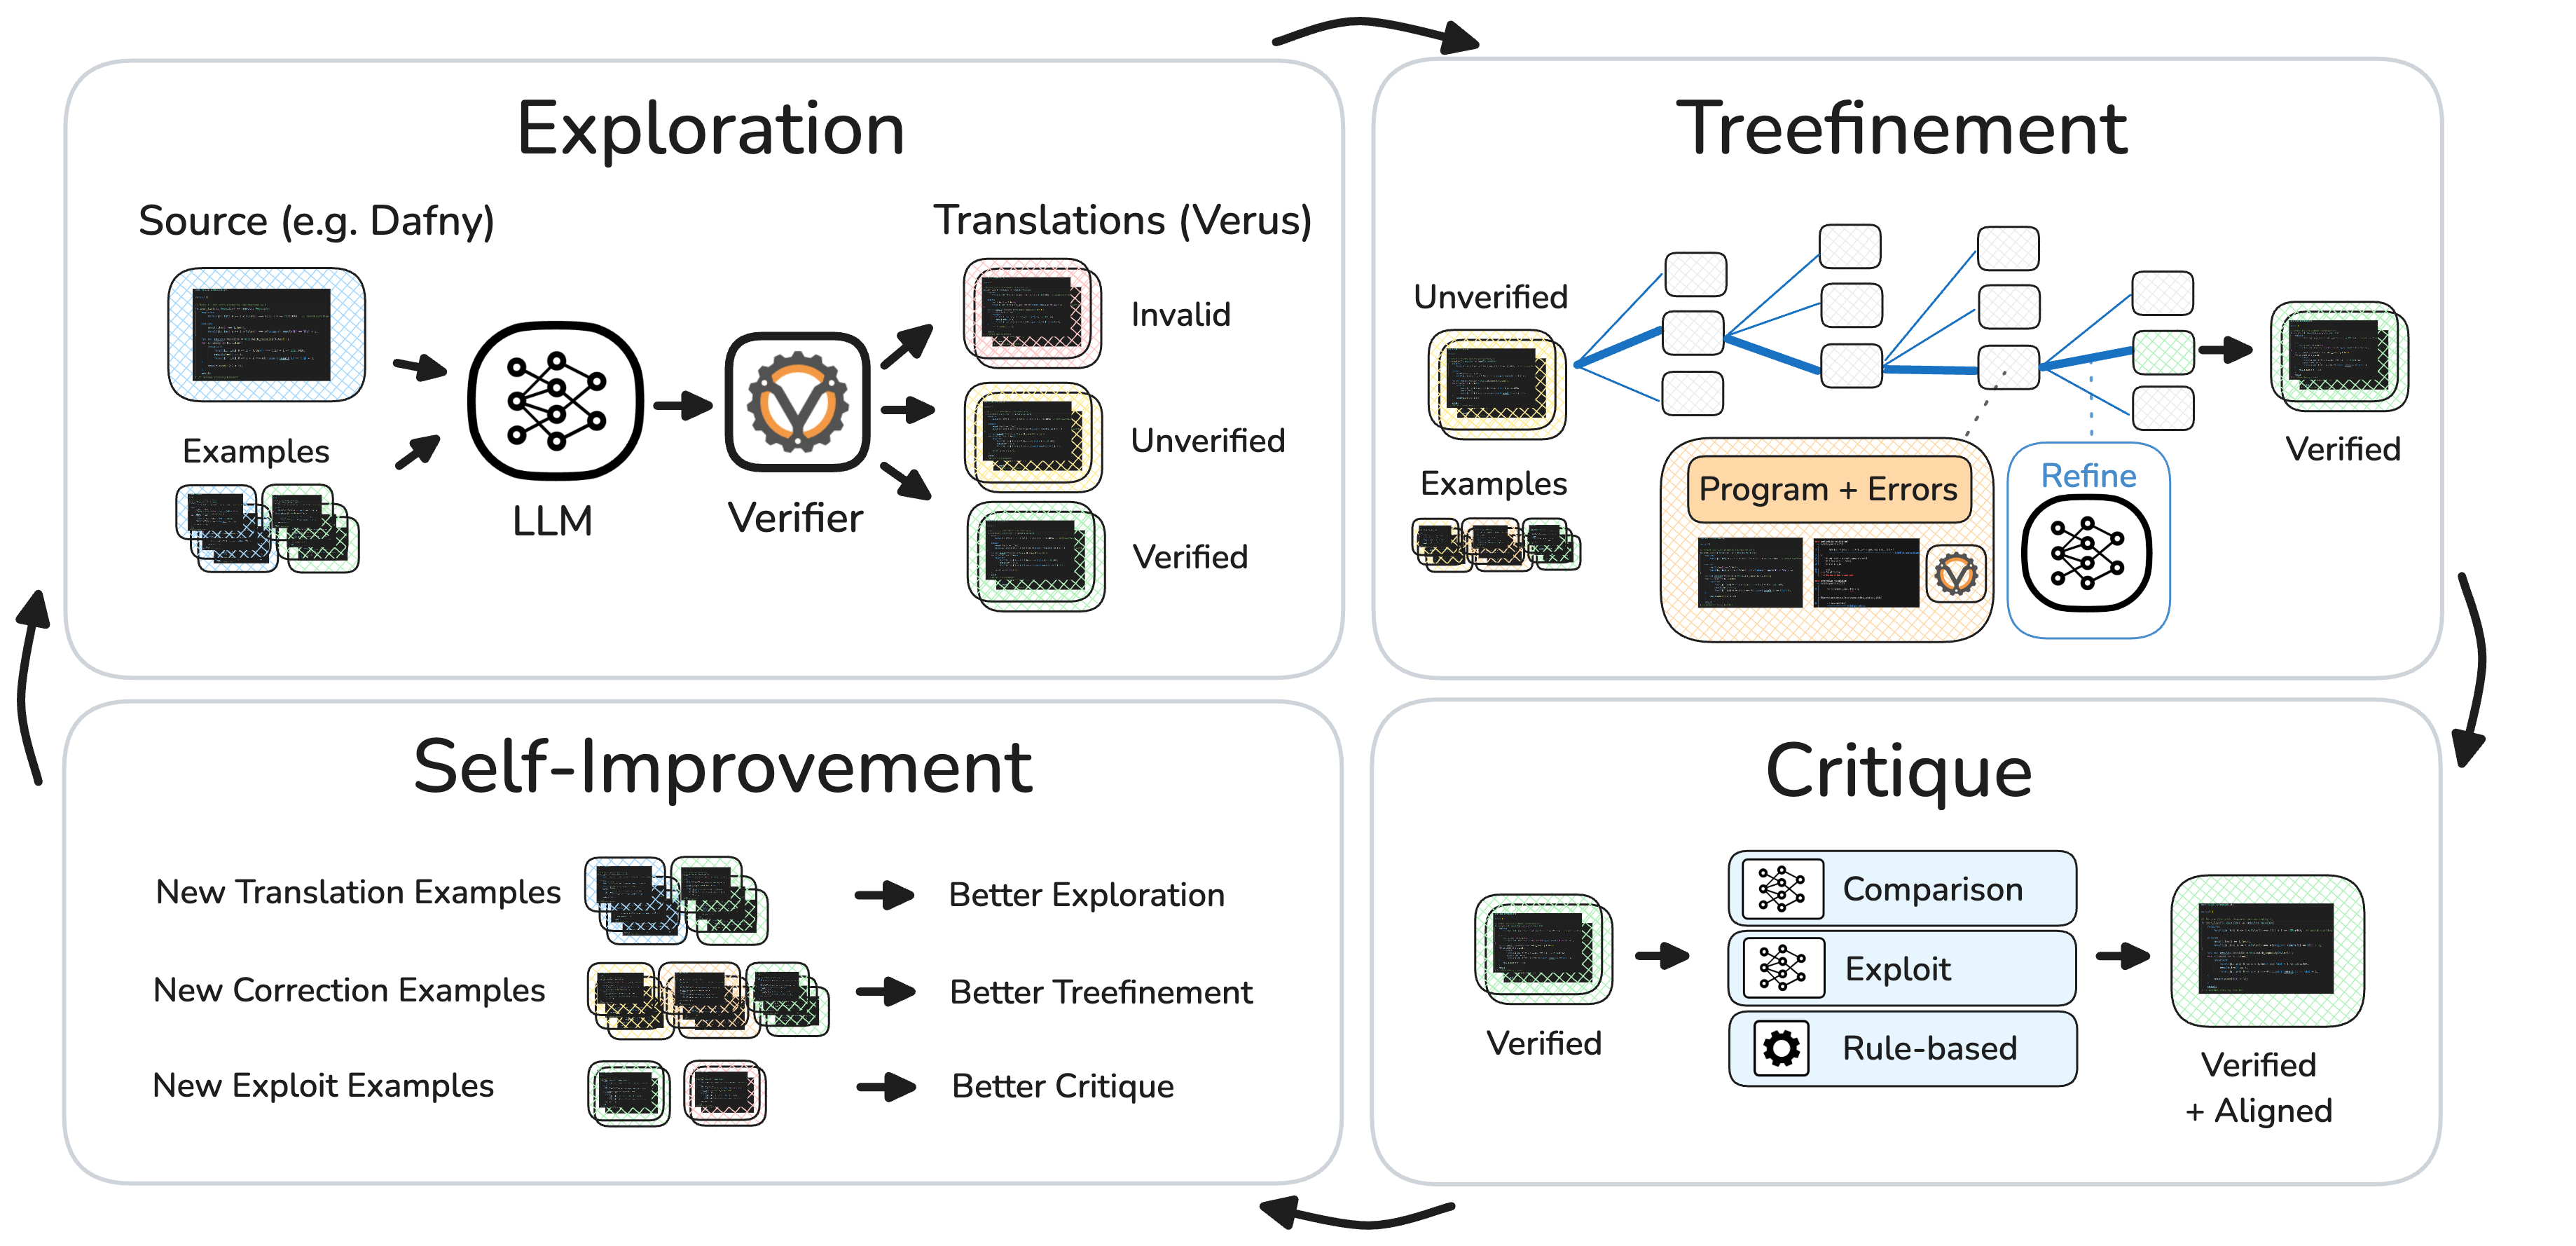 Exploration
Source (e.g. Dafny)
Translations (Verus)
Invalid
Examples
Unverified
LLM
Verifier
Verified
Treefinement
Unverified
Examples
Program + Errors
Refine
Verified
Self-Improvement
New Translation Examples
Better Exploration
New Correction Examples
Better Treefinement
New Exploit Examples
Better Critique
Critique
Comparison
Exploit
Rule-based
Verified
Verified
+ Aligned